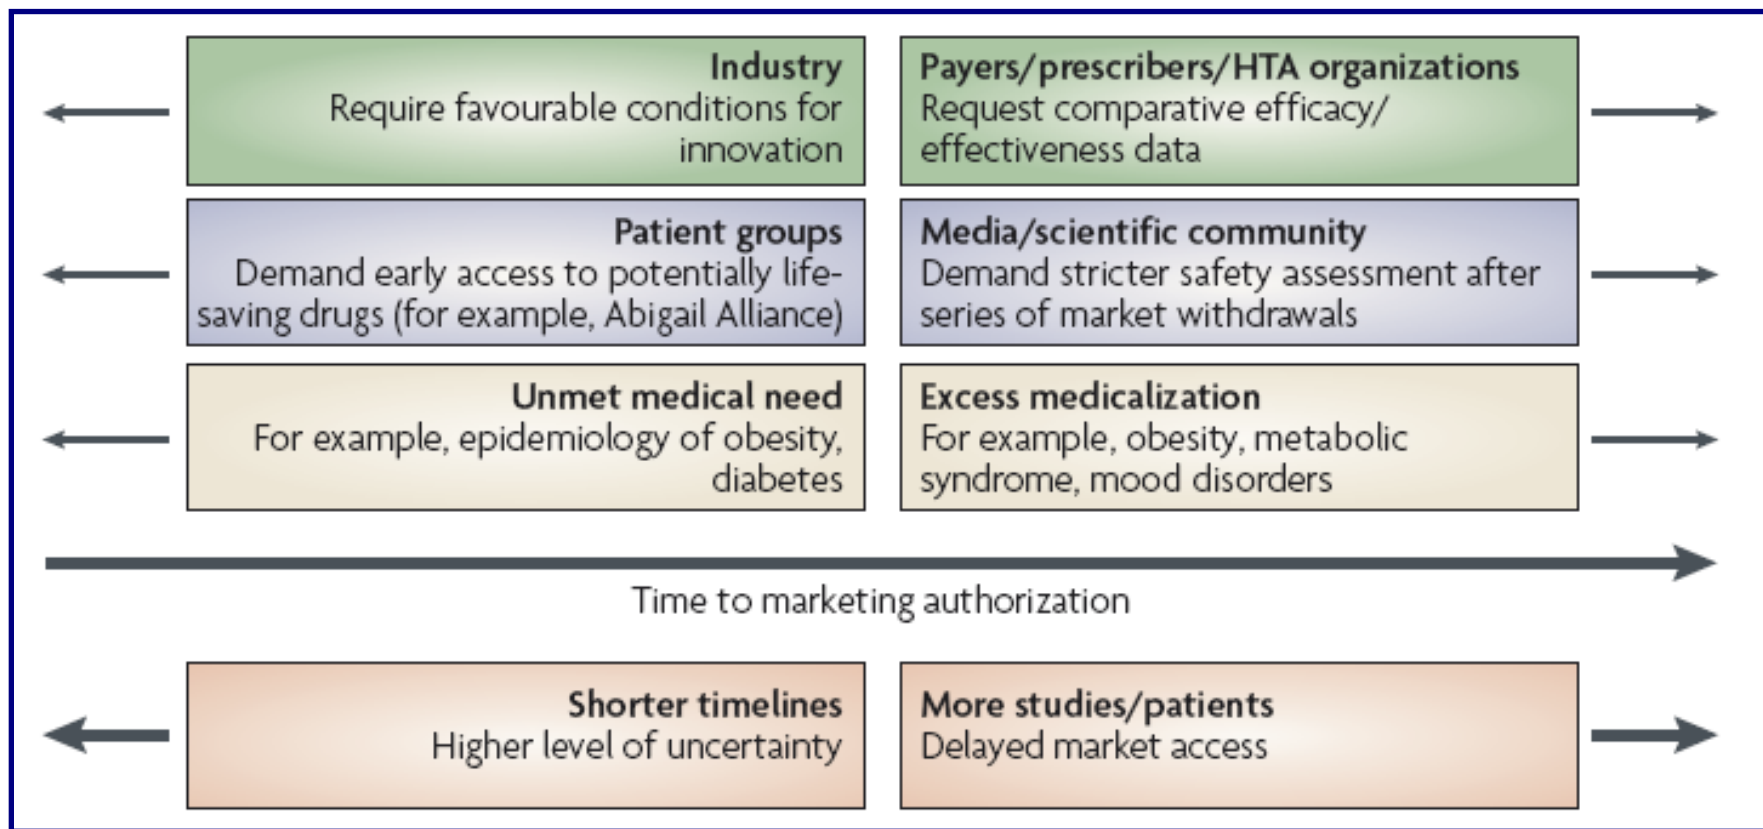 Industry
Require favourable conditions for
innovation
Payers/prescribers/HTA organizations
Request comparative efficacy/
effectiveness data
Patient groups
Demand early access to potentially life-
saving drugs (for example, Abigail Alliance)
Media/scientific community
Demand stricter safety assessment after
series of market withdrawals
Unmet medical need
For example, epidemiology of obesity,
diabetes
Excess medicalization
For example, obesity, metabolic
syndrome, mood disorders
Time to marketing authorization
Shorter timelines
Higher level of uncertainty
More studies/patients
Delayed market access